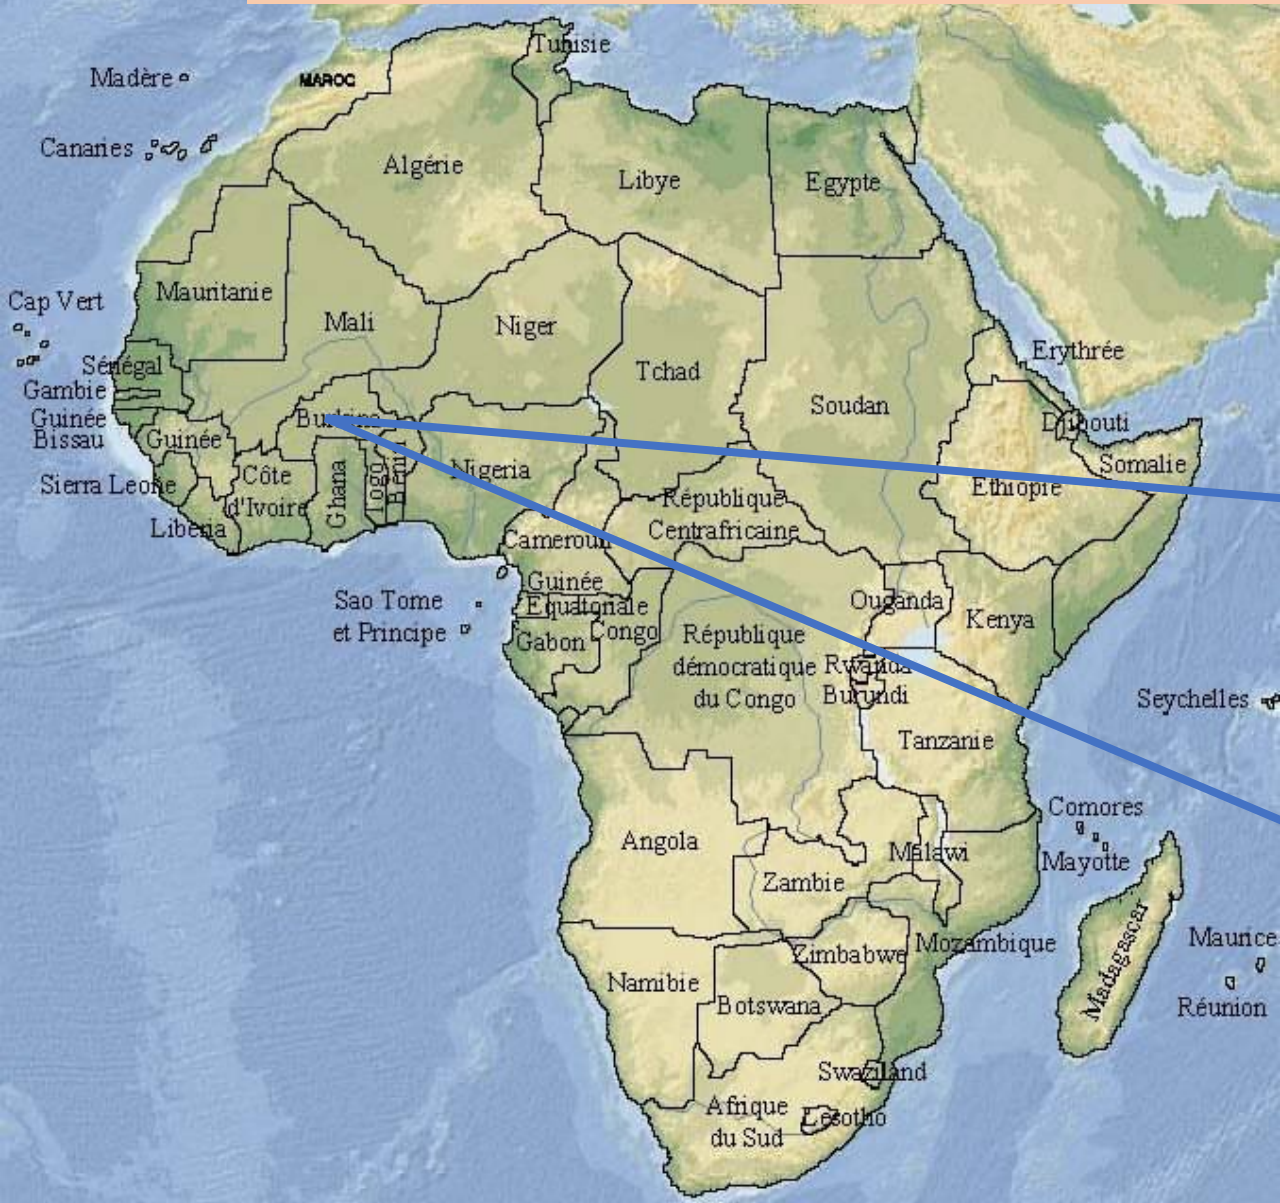 Tunisie
Madère
MAROC
Canaries
Algérie
Libye
Egypte
Mauritanie
Cap Vert
Mali
Niger
Erythrée
Sénégal
Tchad
Gambie
Soudan
Guinée
Bissau
Burkina
Djibouti
Guinée
Nigeria
Somalie
Côte
d'Ivoire
Ghana
Togo
Benin
Ethiopie
Sierra Leone
République
Centrafricaine
Liberia
Cameroun
Guinée
Equatoriale
Sao Tome
et Principe
Ouganda
Kenya
Gabon
Congo
République
démocratique
du Congo
Rwanda
Burundi
Seychelles
Tanzanie
Comores
Angola
Malawi
Mayotte
Zambie
Madagascar
Mozambique
Maurice
Zimbabwe
Namibie
Botswana
Réunion
Swaziland
Afrique
du Sud
Lesotho